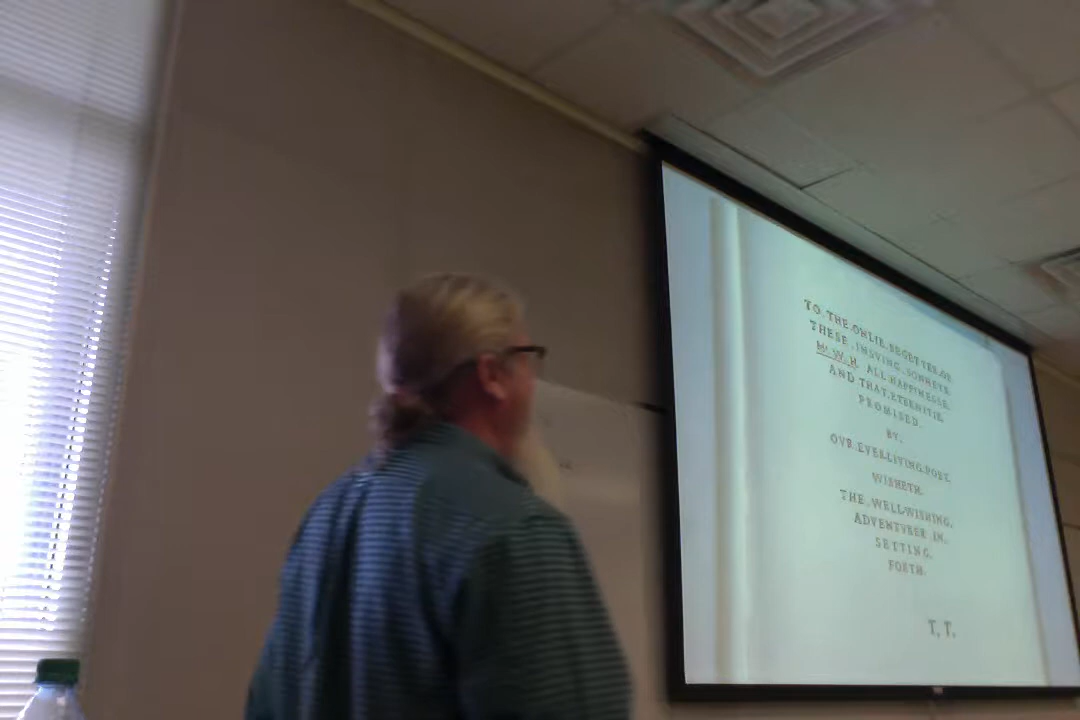 TO.THE.ONLIE.BEGETTER.OF.
THESE.INSVING.SONNETS.
Mr.W.H. ALL.HAPPINESSE.
AND.THAT.ETERNITIE.
PROMISED.
BY.
OVR.EVER-LIVING.POET.
WISHETH.
THE.WELL-WISHING.
ADVENTVRER.IN.
SETTING.
FORTH.
T. T.